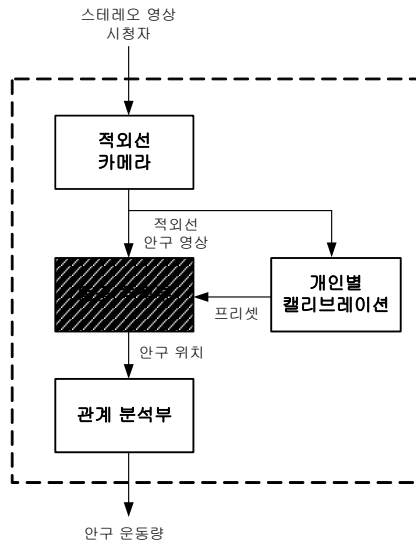 스테레오 영상
시청자
적외선
카메라
적외선
안구 영상
개인별
캘리브레이션
프리셋
안구 위치
관계 분석부
안구 운동량